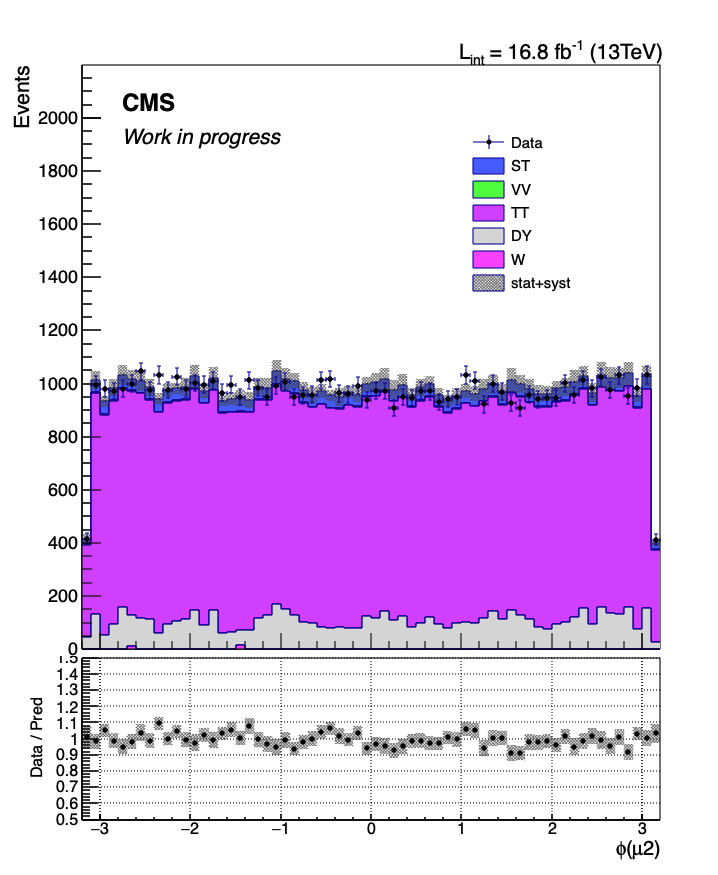 L_int = 16.8 fb⁻¹ (13TeV)
Events
CMS
Work in progress
Data
ST
VV
TT
DY
W
stat+syst
2000
1800
1600
1400
1200
1000
800
600
400
200
0
Data / Pred
1.5
1.4
1.3
1.2
1.1
1
0.9
0.8
0.7
0.6
0.5
−3 −2 −1 0 1 2 3
ϕ(μ2)